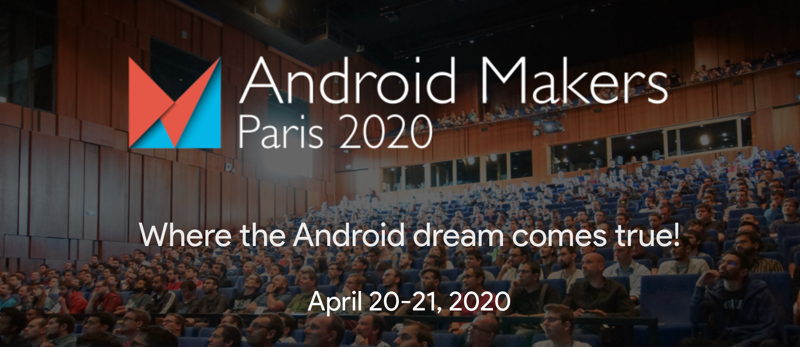 Android Makers
Paris 2020
Where the Android dream comes true!
April 20-21, 2020